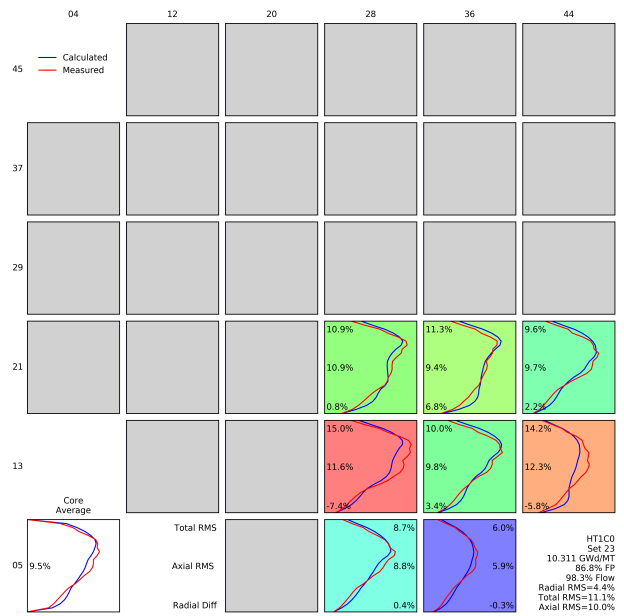 04 12 20 28 36 44
Calculated
Measured
45
37
29
21
10.9% 11.3% 9.6%
10.9% 9.4% 9.7%
0.8% 6.8% 2.2%
13
15.0% 10.0% 14.2%
11.6% 9.8% 12.3%
-7.4% 3.4% -5.8%
Core
Average
05
9.5%
Total RMS
Axial RMS
Radial Diff
8.7% 6.0%
8.8% 5.9%
0.4% -0.3%
HT1C0
Set 23
10.311 GWd/MT
86.8% FP
98.3% Flow
Radial RMS=4.4%
Total RMS=11.1%
Axial RMS=10.0%